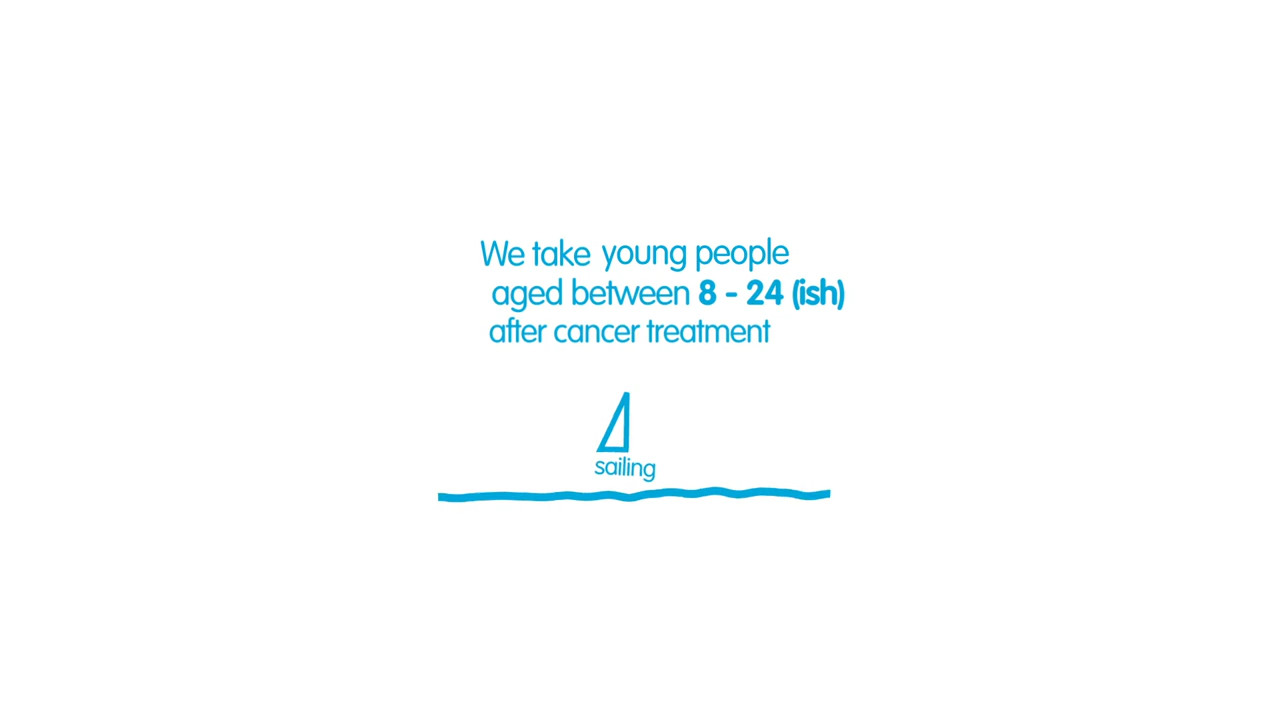 We take young people
aged between 8 - 24 (ish)
after cancer treatment
sailing